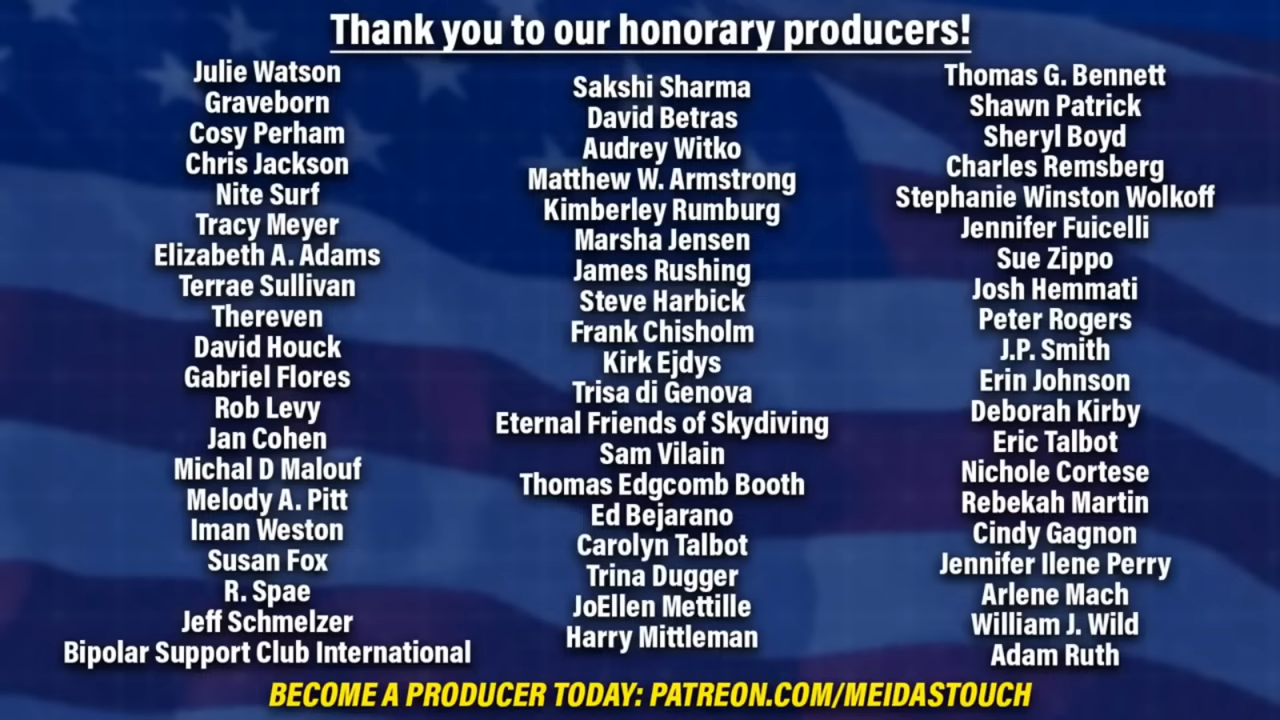 Thank you to our honorary producers!
Julie Watson
Graveborn
Cosy Perham
Chris Jackson
Nite Surf
Tracy Meyer
Elizabeth A. Adams
Terrae Sullivan
Thereven
David Houck
Gabriel Flores
Rob Levy
Jan Cohen
Michal D Malouf
Melody A. Pitt
Iman Weston
Susan Fox
R. Spae
Jeff Schmelzer
Bipolar Support Club International
Sakshi Sharma
David Betras
Audrey Witko
Matthew W. Armstrong
Kimberley Rumburg
Marsha Jensen
James Rushing
Steve Harbick
Frank Chisholm
Kirk Ejdys
Trisa di Genova
Eternal Friends of Skydiving
Sam Vilain
Thomas Edgcomb Booth
Ed Bejarano
Carolyn Talbot
Trina Dugger
JoEllen Mettille
Harry Mittleman
Thomas G. Bennett
Shawn Patrick
Sheryl Boyd
Charles Remsberg
Stephanie Winston Wolkoff
Jennifer Fuicelli
Sue Zippo
Josh Hemmati
Peter Rogers
J.P. Smith
Erin Johnson
Deborah Kirby
Eric Talbot
Nichole Cortese
Rebekah Martin
Cindy Gagnon
Jennifer Ilene Perry
Arlene Mach
William J. Wild
Adam Ruth
BECOME A PRODUCER TODAY: PATREON.COM/MEIDASTOUCH